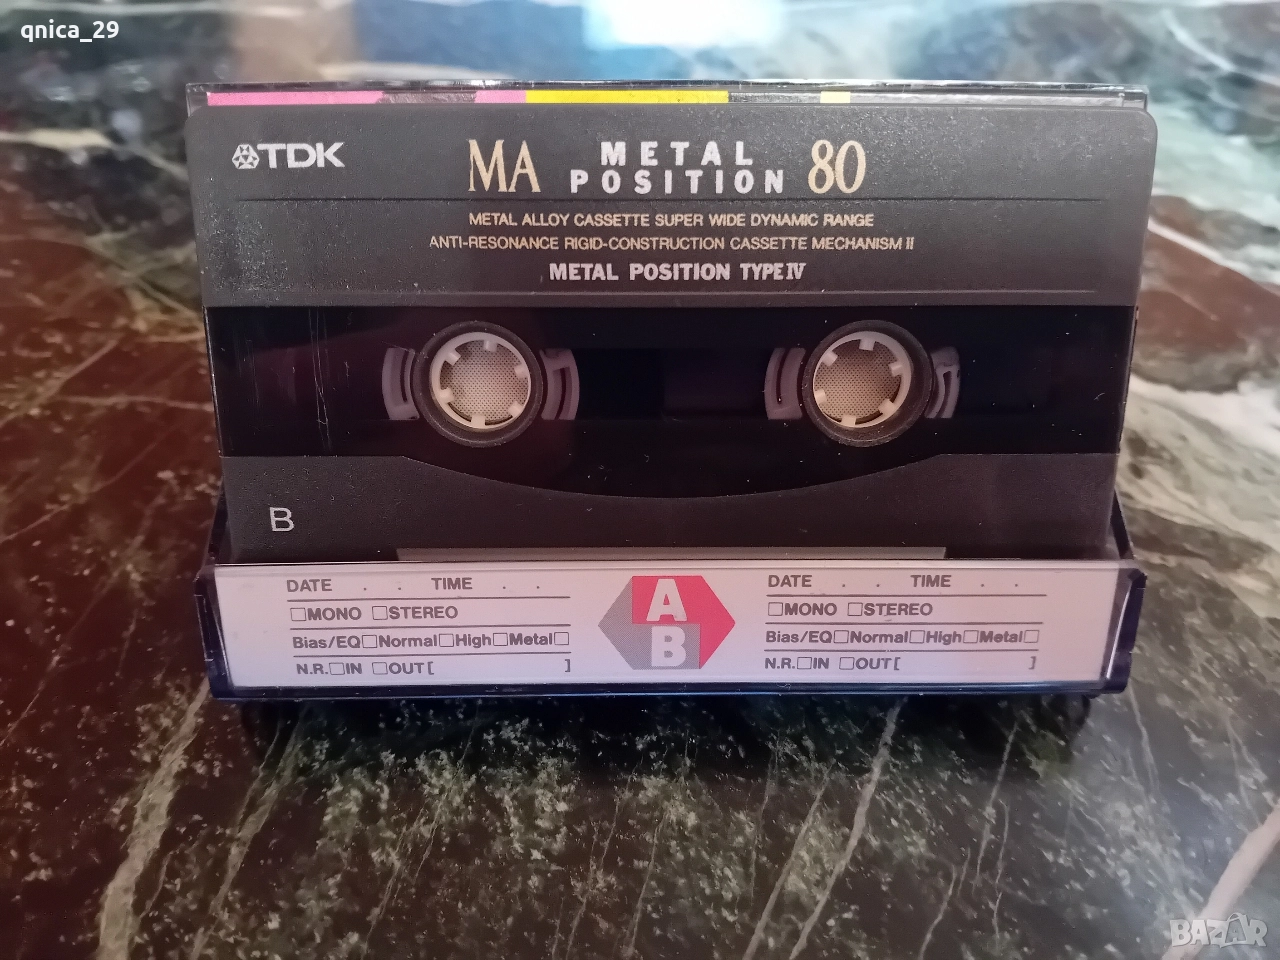 qnica_29
TDK
MA METAL POSITION 80
METAL ALLOY CASSETTE SUPER WIDE DYNAMIC RANGE
ANTI-RESONANCE RIGID-CONSTRUCTION CASSETTE MECHANISM II
METAL POSITION TYPE IV
B
DATE . . TIME . .
□MONO □STEREO
Bias/EQ□Normal□High□Metal□
N.R.□IN □OUT[ ]
A
B
DATE . . TIME . .
□MONO □STEREO
Bias/EQ□Normal□High□Metal□
N.R.□IN □OUT[ ]
BAZAR